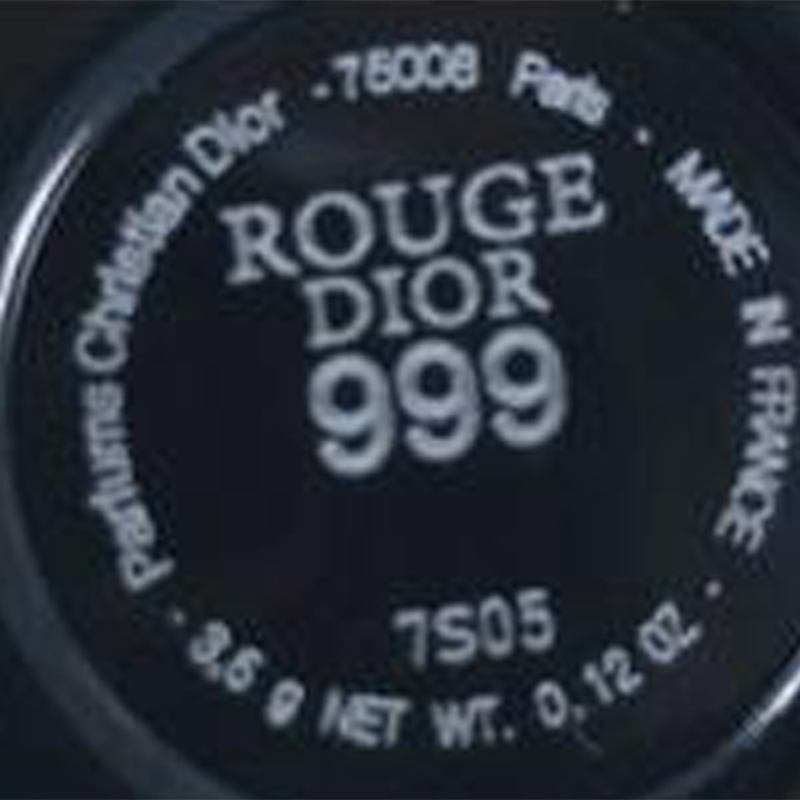 ROUGE
DIOR
999
7S05
Parfums Christian Dior - 75008 Paris · MADE IN FRANCE ·
3,5 g NET WT. 0,12 OZ ·